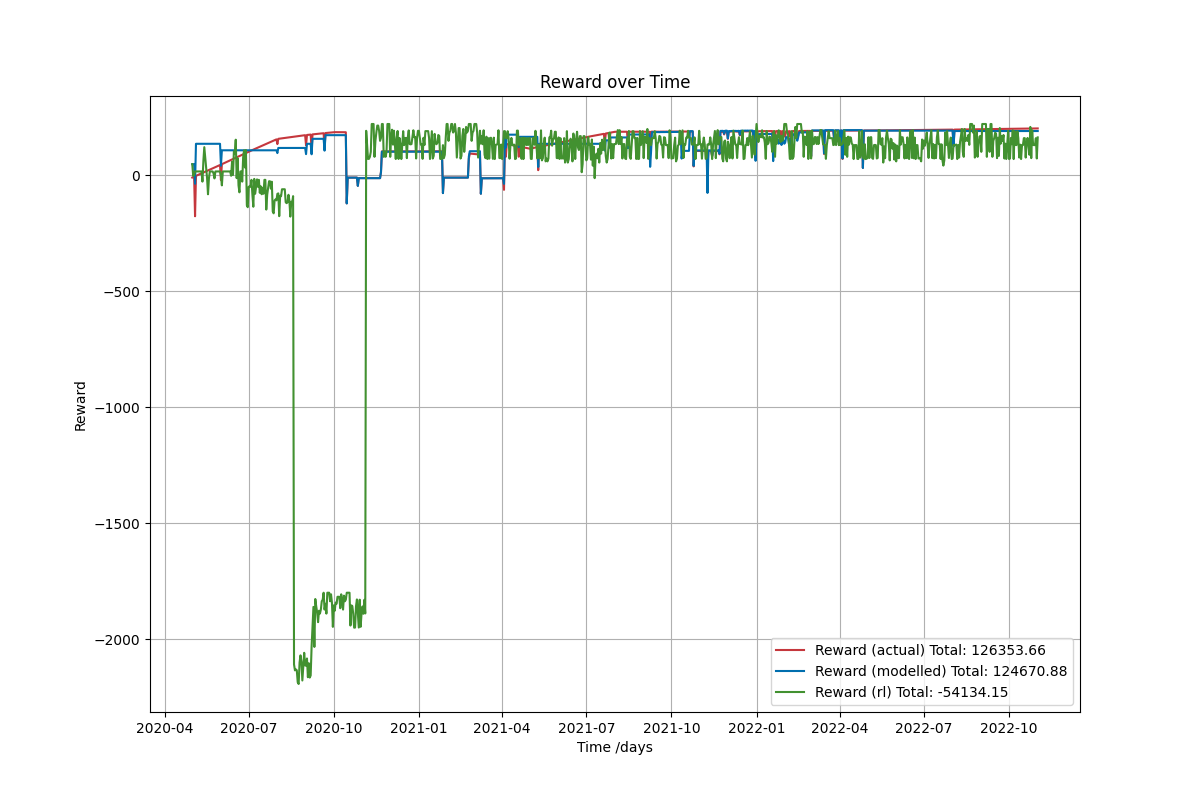 Reward over Time
0
−500
−1000
−1500
−2000
Reward
2020-04 2020-07 2020-10 2021-01 2021-04 2021-07 2021-10 2022-01 2022-04 2022-07 2022-10
Time /days
Reward (actual) Total: 126353.66
Reward (modelled) Total: 124670.88
Reward (rl) Total: -54134.15